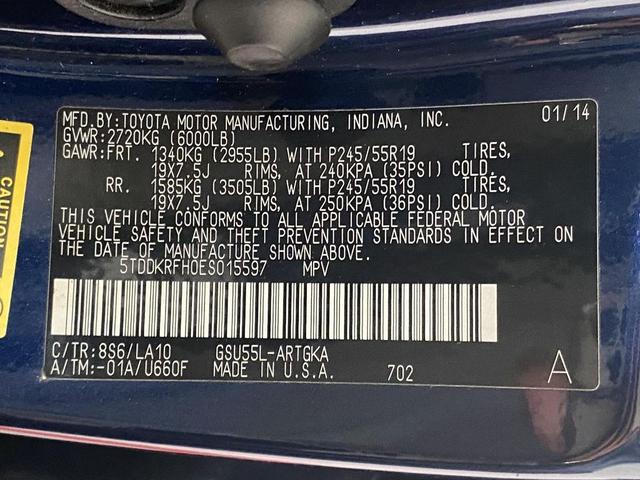 MFD.BY:TOYOTA MOTOR MANUFACTURING, INDIANA, INC. 01/14
GVWR:2720KG (6000LB)
GAWR:FRT. 1340KG (2955LB) WITH P245/55R19 TIRES,
19X7.5J RIMS, AT 240KPA (35PSI) COLD.
RR. 1585KG (3505LB) WITH P245/55R19 TIRES,
19X7.5J RIMS, AT 250KPA (36PSI) COLD.
THIS VEHICLE CONFORMS TO ALL APPLICABLE FEDERAL MOTOR
VEHICLE SAFETY AND THEFT PREVENTION STANDARDS IN EFFECT ON
THE DATE OF MANUFACTURE SHOWN ABOVE.
5TDDKRFH0ES015597 MPV
C/TR:8S6/LA10 GSU55L-ARTGKA
A/TM:-01A/U660F MADE IN U.S.A. 702 A
CAUTION